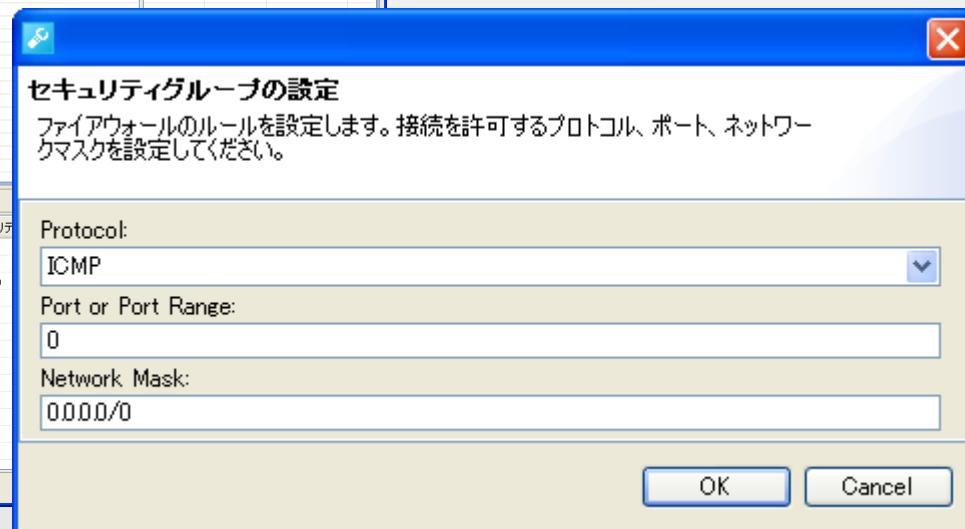 セキュリティグループの設定
ファイアウォールのルールを設定します。接続を許可するプロトコル、ポート、ネットワー
クマスクを設定してください。
Protocol:
ICMP
Port or Port Range:
0
Network Mask:
0.0.0.0/0
OK
Cancel